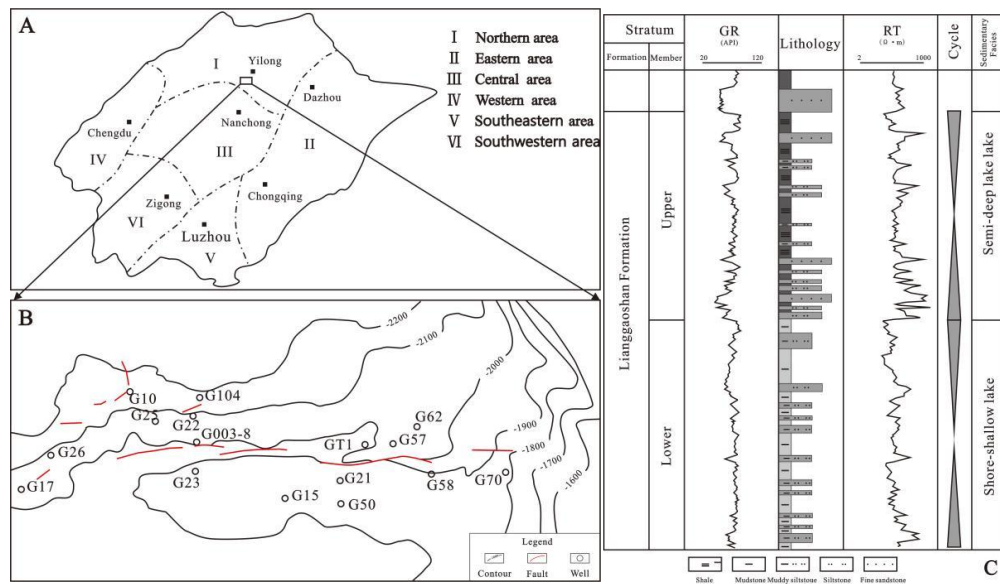 A
I Northern area
II Eastern area
III Central area
IV Western area
V Southeastern area
VI Southwestern area
I
Yilong
Dazhou
Nanchong
Chengdu
III
II
IV
Chongqing
Zigong
VI
Luzhou
V
B
-2200
-2100
-2000
-1900
-1800
-1700
-1600
G10
G104
G25
G22
G62
G003-8
GT1
G57
G26
G23
G21
G58
G70
G17
G15
G50
Legend
Contour
Fault
Well
Stratum
GR
(API)
Lithology
RT
(Ω·m)
Cycle
Sedimentary
Facies
Formation
Member
20
120
2
1000
Lianggaoshan Formation
Upper
Lower
Semi-deep lake lake
Shore-shallow lake
Shale
Mudstone
Muddy siltstoue
Siltstone
Fine sandstone
C